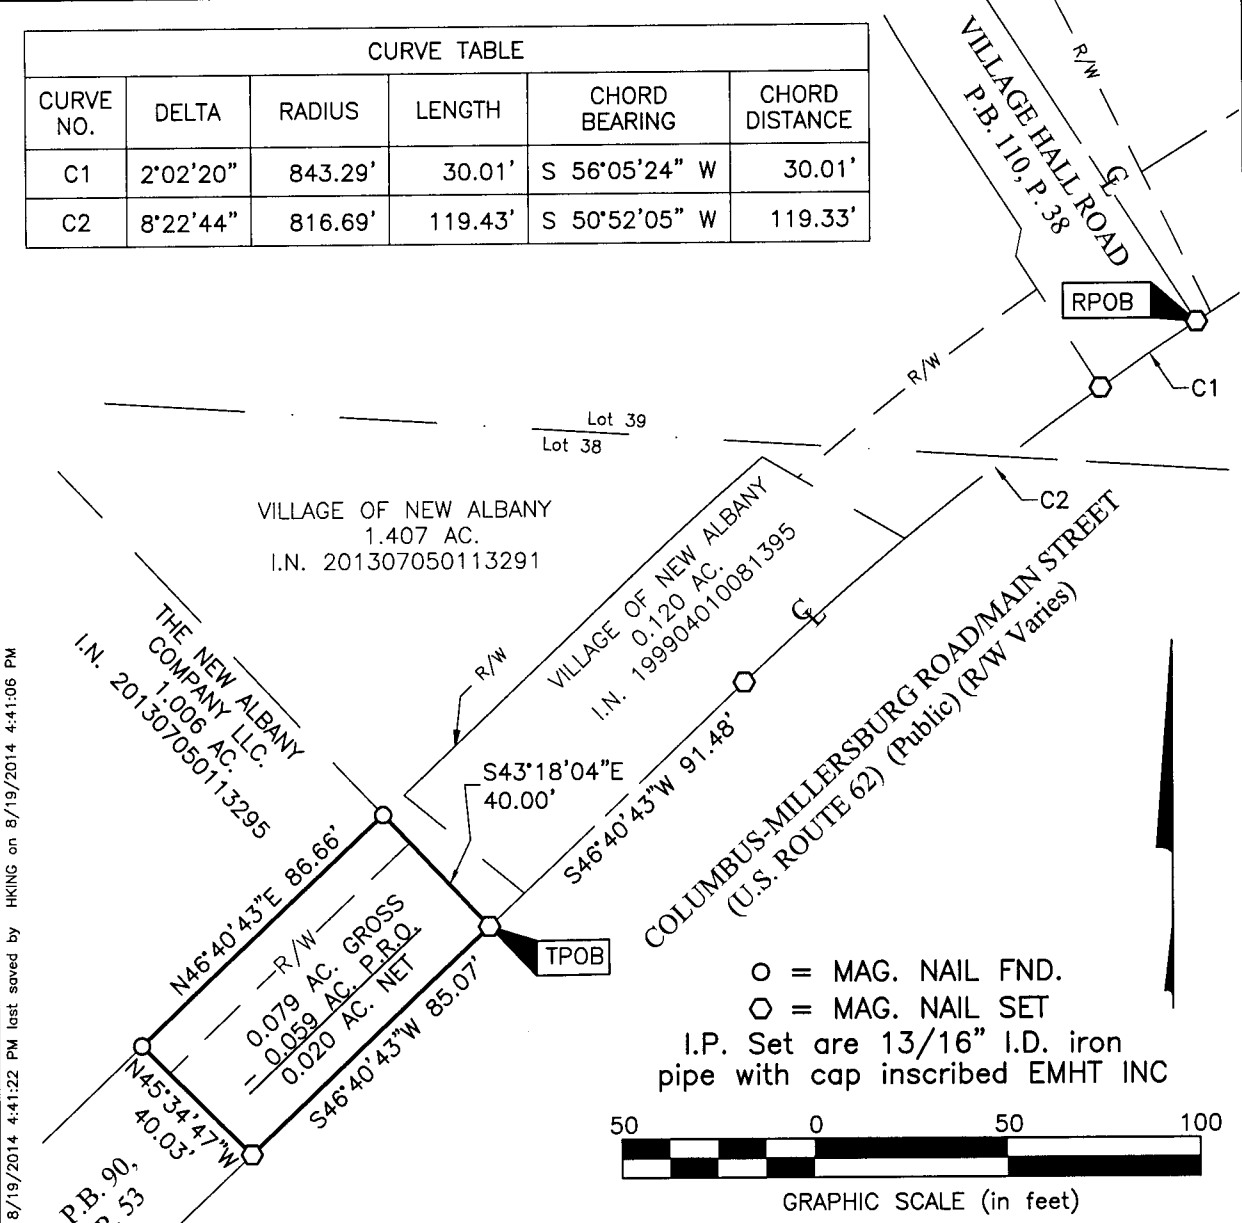 CURVE TABLE
CURVE NO. DELTA RADIUS LENGTH CHORD BEARING CHORD DISTANCE
C1 2°02'20" 843.29' 30.01' S 56°05'24" W 30.01'
C2 8°22'44" 816.69' 119.43' S 50°52'05" W 119.33'
R/W
VILLAGE HALL ROAD
P.B. 110, P. 38
CL
RPOB
C1
R/W
Lot 39
Lot 38
C2
VILLAGE OF NEW ALBANY
1.407 AC.
I.N. 201307050113291
VILLAGE OF NEW ALBANY
0.120 AC.
I.N. 199904010081395
CL
COLUMBUS-MILLERSBURG ROAD/MAIN STREET
(U.S. ROUTE 62) (Public) (R/W Varies)
THE NEW ALBANY
COMPANY LLC.
1.006 AC.
I.N. 201307050113295
R/W
S43°18'04"E
40.00'
S46°40'43"W 91.48'
N46°40'43"E 86.66'
R/W
0.079 AC. GROSS
- 0.059 AC. P.R.O.
0.020 AC. NET
TPOB
S46°40'43"W 85.07'
N45°34'47"W
40.03'
P.B. 90,
P. 53
O = MAG. NAIL FND.
= MAG. NAIL SET
I.P. Set are 13/16" I.D. iron
pipe with cap inscribed EMHT INC
50 0 50 100
GRAPHIC SCALE (in feet)
8/19/2014 4:41:22 PM last saved by HKING on 8/19/2014 4:41:06 PM